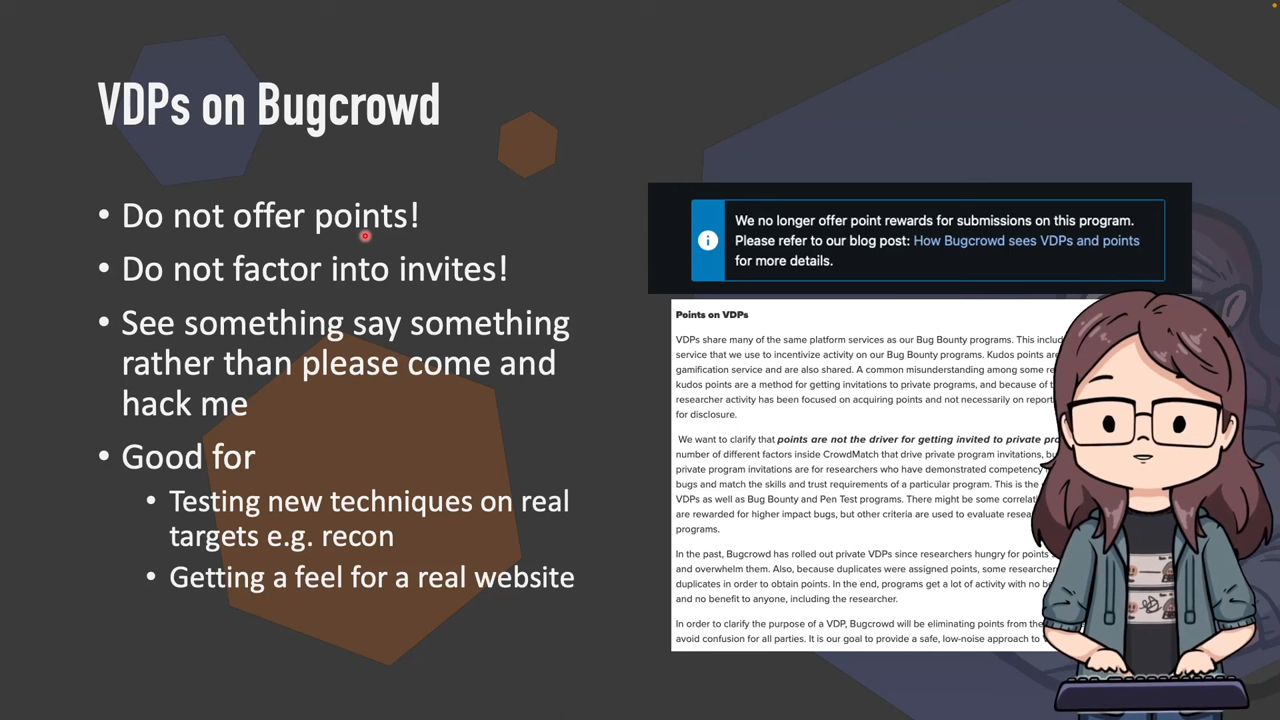 VDPs on Bugcrowd
• Do not offer points!
• Do not factor into invites!
• See something say something
rather than please come and
hack me
• Good for
• Testing new techniques on real
targets e.g. recon
• Getting a feel for a real website
We no longer offer point rewards for submissions on this program.
Please refer to our blog post: How Bugcrowd sees VDPs and points
for more details.
Points on VDPs
VDPs share many of the same platform services as our Bug Bounty programs. This
service that we use to incentivize activity on our Bug Bounty programs. Kudos points are
gamification service and are also shared. A common misunderstanding among some
kudos points are a method for getting invitations to private programs, and because of
researcher activity has been focused on acquiring points and not necessarily on
for disclosure.
We want to clarify that points are not the driver for getting invited to private
number of different factors inside CrowdMatch that drive private program invitations,
private program invitations are for researchers who have demonstrated competency
bugs and match the skills and trust requirements of a particular program. This is the
VDPs as well as Bug Bounty and Pen Test programs. There might be some
are rewarded for higher impact bugs, but other criteria are used to evaluate
programs.
In the past, Bugcrowd has rolled out private VDPs since researchers hungry for points
and overwhelm them. Also, because duplicates were assigned points, some
duplicates in order to obtain points. In the end, programs get a lot of activity with no
and no benefit to anyone, including the researcher.
In order to clarify the purpose of a VDP, Bugcrowd will be eliminating points from
avoid confusion for all parties. It is our goal to provide a safe, low-noise approach to